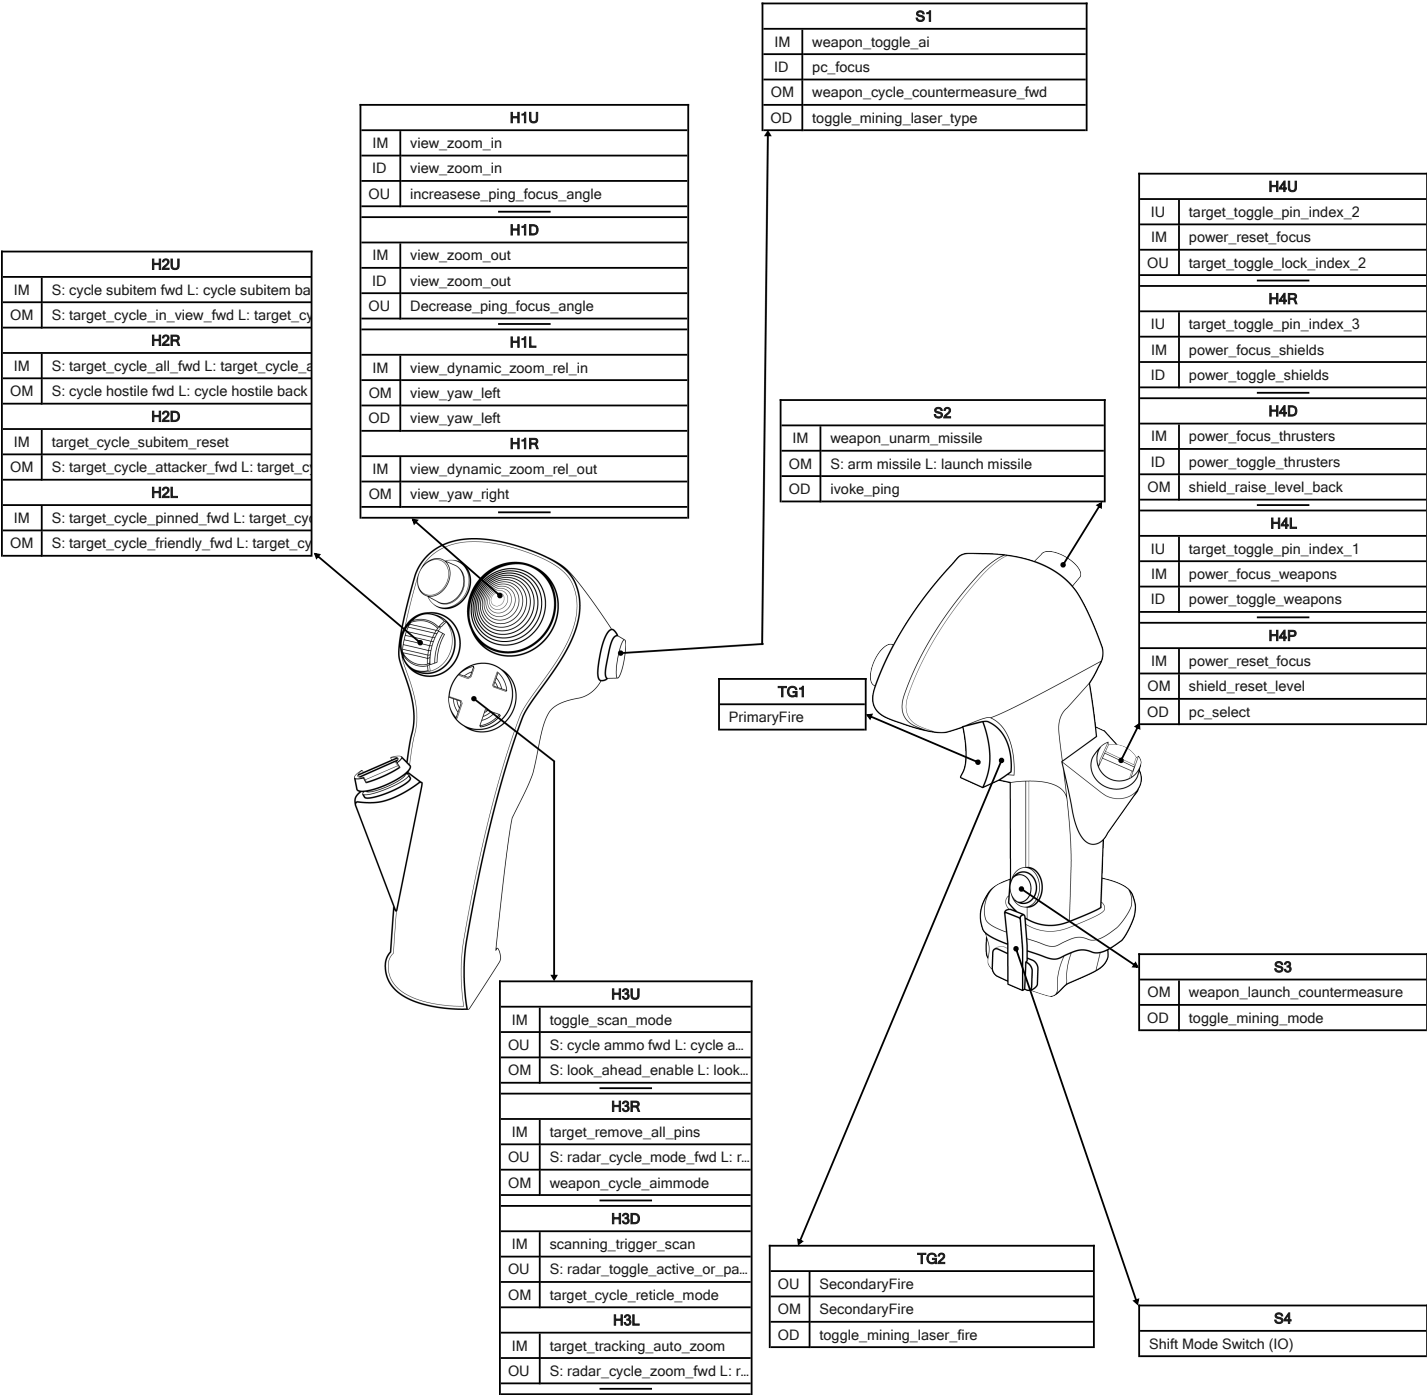 S1
IM weapon_toggle_ai
ID pc_focus
OM weapon_cycle_countermeasure_fwd
OD toggle_mining_laser_type
H1U
IM view_zoom_in
ID view_zoom_in
OU increasese_ping_focus_angle
H1D
IM view_zoom_out
ID view_zoom_out
OU Decrease_ping_focus_angle
H1L
IM view_dynamic_zoom_rel_in
OM view_yaw_left
OD view_yaw_left
H1R
IM view_dynamic_zoom_rel_out
OM view_yaw_right
H2U
IM S: cycle subitem fwd L: cycle subitem ba
OM S: target_cycle_in_view_fwd L: target_cy
H2R
IM S: target_cycle_all_fwd L: target_cycle_a
OM S: cycle hostile fwd L: cycle hostile back
H2D
IM target_cycle_subitem_reset
OM S: target_cycle_attacker_fwd L: target_cy
H2L
IM S: target_cycle_pinned_fwd L: target_cyc
OM S: target_cycle_friendly_fwd L: target_cy
H4U
IU target_toggle_pin_index_2
IM power_reset_focus
OU target_toggle_lock_index_2
H4R
IU target_toggle_pin_index_3
IM power_focus_shields
ID power_toggle_shields
H4D
IM power_focus_thrusters
ID power_toggle_thrusters
OM shield_raise_level_back
H4L
IU target_toggle_pin_index_1
IM power_focus_weapons
ID power_toggle_weapons
H4P
IM power_reset_focus
OM shield_reset_level
OD pc_select
S2
IM weapon_unarm_missile
OM S: arm missile L: launch missile
OD ivoke_ping
TG1
PrimaryFire
S3
OM weapon_launch_countermeasure
OD toggle_mining_mode
H3U
IM toggle_scan_mode
OU S: cycle ammo fwd L: cycle a...
OM S: look_ahead_enable L: look...
H3R
IM target_remove_all_pins
OU S: radar_cycle_mode_fwd L: r...
OM weapon_cycle_aimmode
H3D
IM scanning_trigger_scan
OU S: radar_toggle_active_or_pa...
OM target_cycle_reticle_mode
H3L
IM target_tracking_auto_zoom
OU S: radar_cycle_zoom_fwd L: r...
TG2
OU SecondaryFire
OM SecondaryFire
OD toggle_mining_laser_fire
S4
Shift Mode Switch (IO)